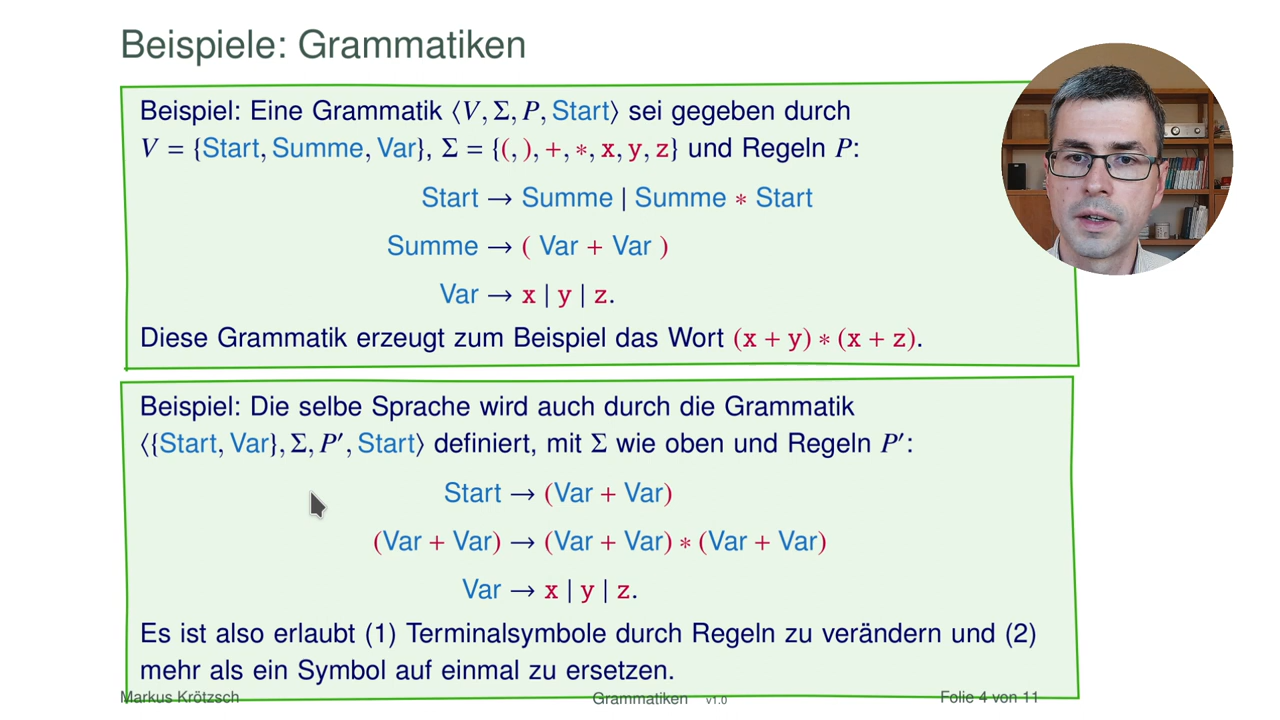 Beispiele: Grammatiken
Beispiel: Eine Grammatik ⟨V, Σ, P, Start⟩ sei gegeben durch
V = {Start, Summe, Var}, Σ = {(, ), +, *, x, y, z} und Regeln P:
Start → Summe | Summe * Start
Summe → ( Var + Var )
Var → x | y | z.
Diese Grammatik erzeugt zum Beispiel das Wort (x + y) * (x + z).
Beispiel: Die selbe Sprache wird auch durch die Grammatik
⟨{Start, Var}, Σ, P′, Start⟩ definiert, mit Σ wie oben und Regeln P′:
Start → (Var + Var)
(Var + Var) → (Var + Var) * (Var + Var)
Var → x | y | z.
Es ist also erlaubt (1) Terminalsymbole durch Regeln zu verändern und (2)
mehr als ein Symbol auf einmal zu ersetzen.
Markus Krötzsch Grammatiken v1.0 Folie 4 von 11